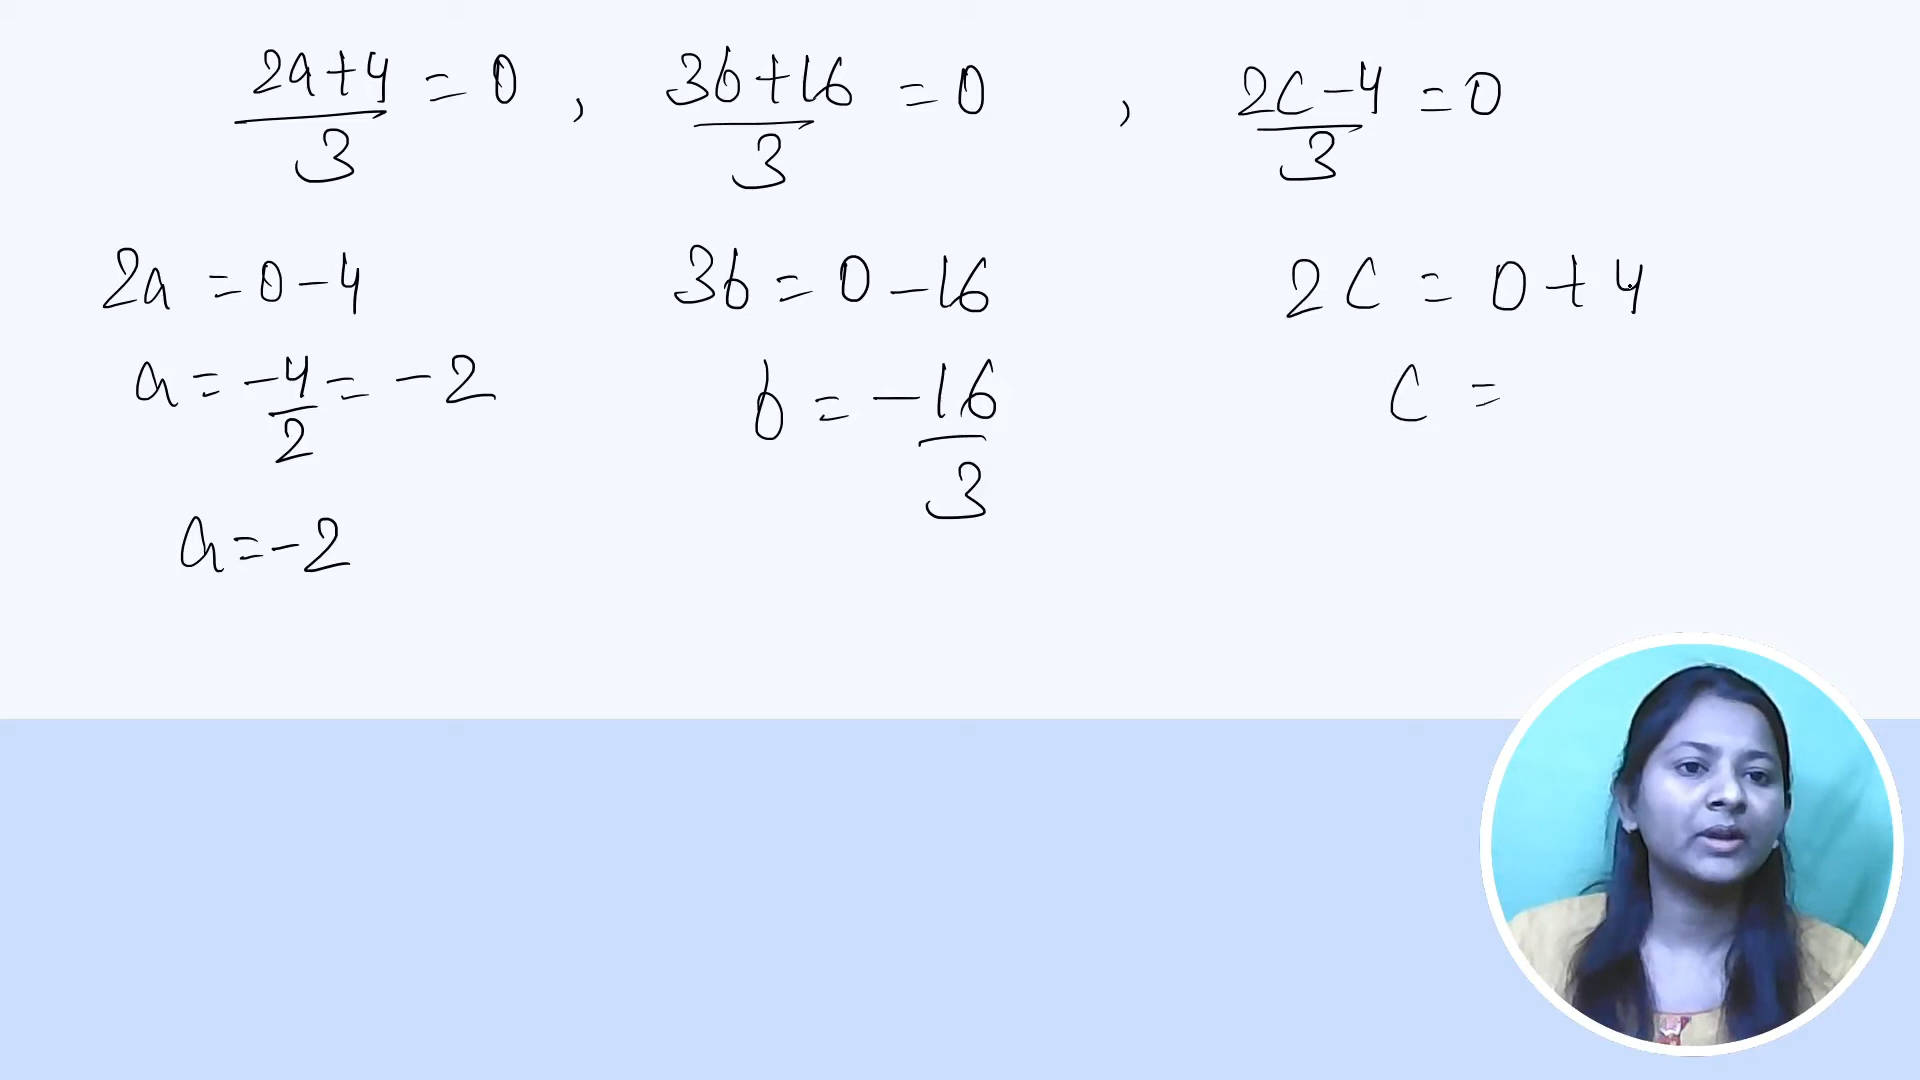 (2a+4)/3 = 0 , (3b+16)/3 = 0 , (2c-4)/3 = 0
2a = 0-4 3b = 0-16 2c = 0+4
a = -4/2 = -2 b = -16/3 c =
a = -2